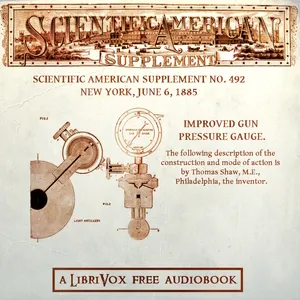 SCIENTIFIC AMERICAN
SUPPLEMENT
SCIENTIFIC AMERICAN SUPPLEMENT NO. 492
NEW YORK, JUNE 6, 1885
IMPROVED GUN
PRESSURE GAUGE.
The following description of the
construction and mode of action is
by Thomas Shaw, M.E.,
Philadelphia, the inventor.
A LIBRIVOX FREE AUDIOBOOK